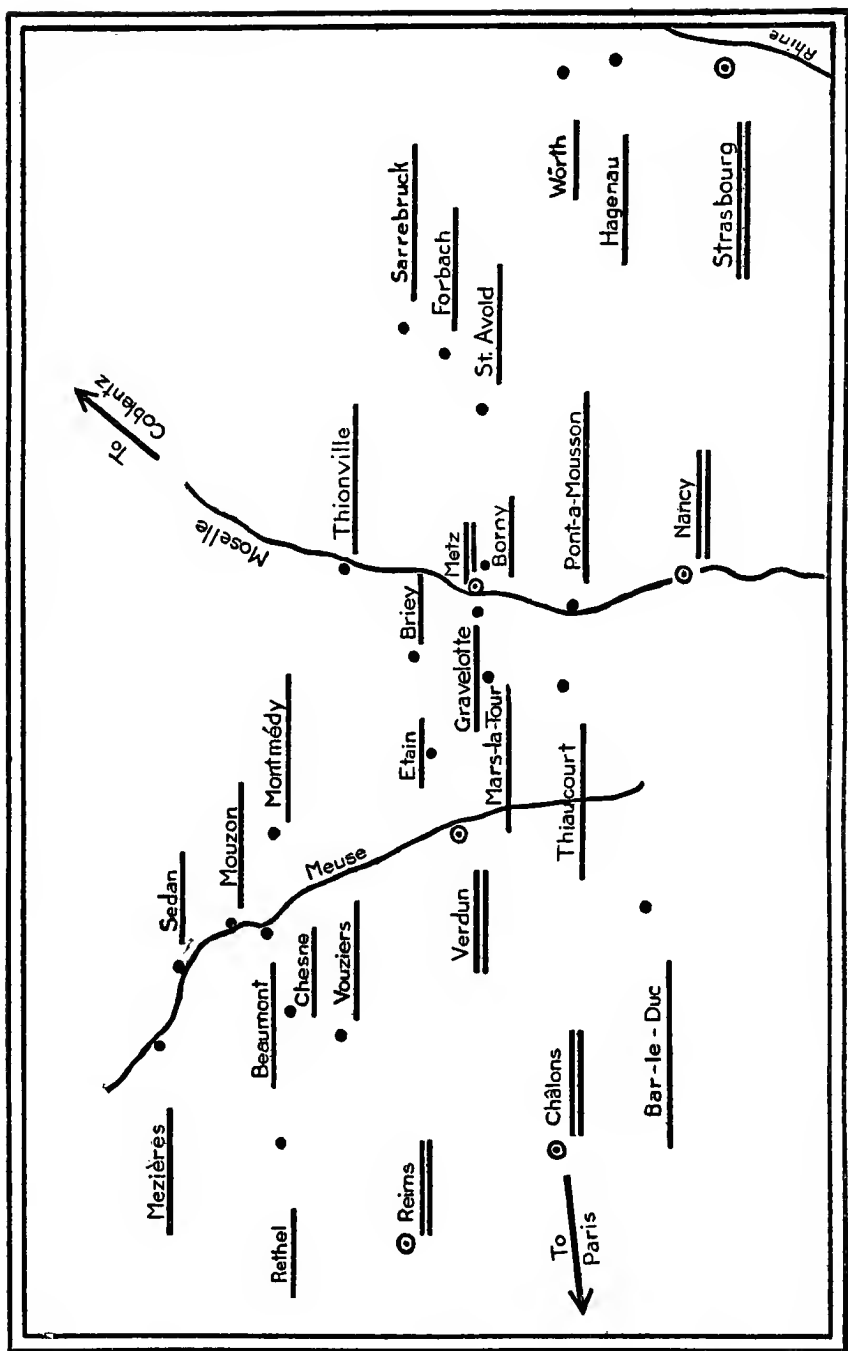 To
Coblentz
Mezières
Sedan
Mouzon
Montmédy
Moselle
Thionville
Rethel
Beaumont
Chesne
Vouziers
Meuse
Briey
Sarrebruck
Forbach
Reims
Verdun
Etain
Gravelotte
Mars-la-Tour
Metz
Borny
St. Avold
To
Paris
Châlons
Bar-le-Duc
Thiaucourt
Pont-a-Mousson
Nancy
Wörth
Hagenau
Strasbourg
Rhine